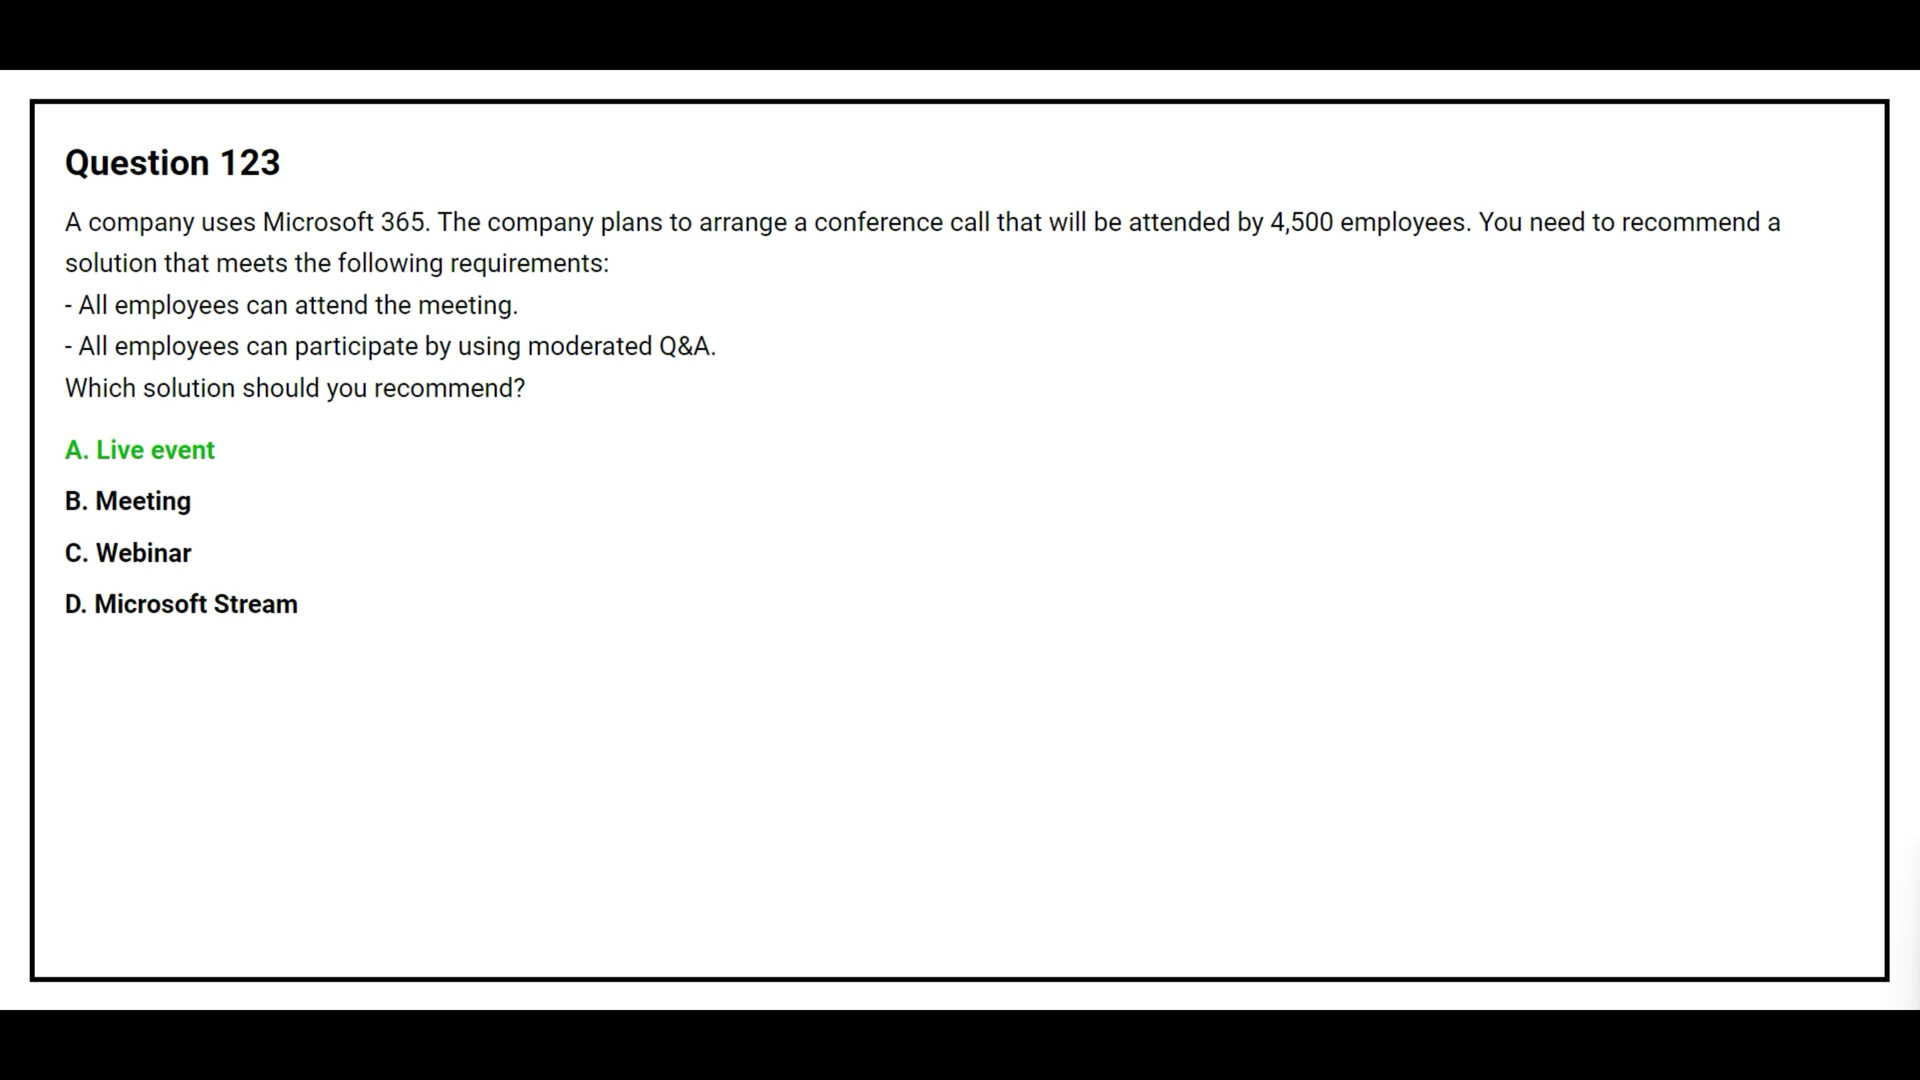 Question 123
A company uses Microsoft 365. The company plans to arrange a conference call that will be attended by 4,500 employees. You need to recommend a
solution that meets the following requirements:
- All employees can attend the meeting.
- All employees can participate by using moderated Q&A.
Which solution should you recommend?
A. Live event
B. Meeting
C. Webinar
D. Microsoft Stream